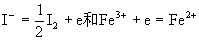 I⁻ = 1/2 I₂ + e和Fe³⁺ + e = Fe²⁺